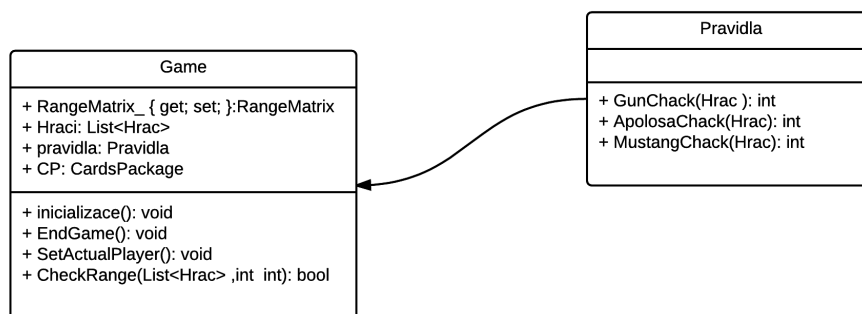 Pravidla
+ GunChack(Hrac ): int
+ ApolosaChack(Hrac): int
+ MustangChack(Hrac): int
Game
+ RangeMatrix_ { get; set; }:RangeMatrix
+ Hraci: List<Hrac>
+ pravidla: Pravidla
+ CP: CardsPackage
+ inicializace(): void
+ EndGame(): void
+ SetActualPlayer(): void
+ CheckRange(List<Hrac> ,int  int): bool